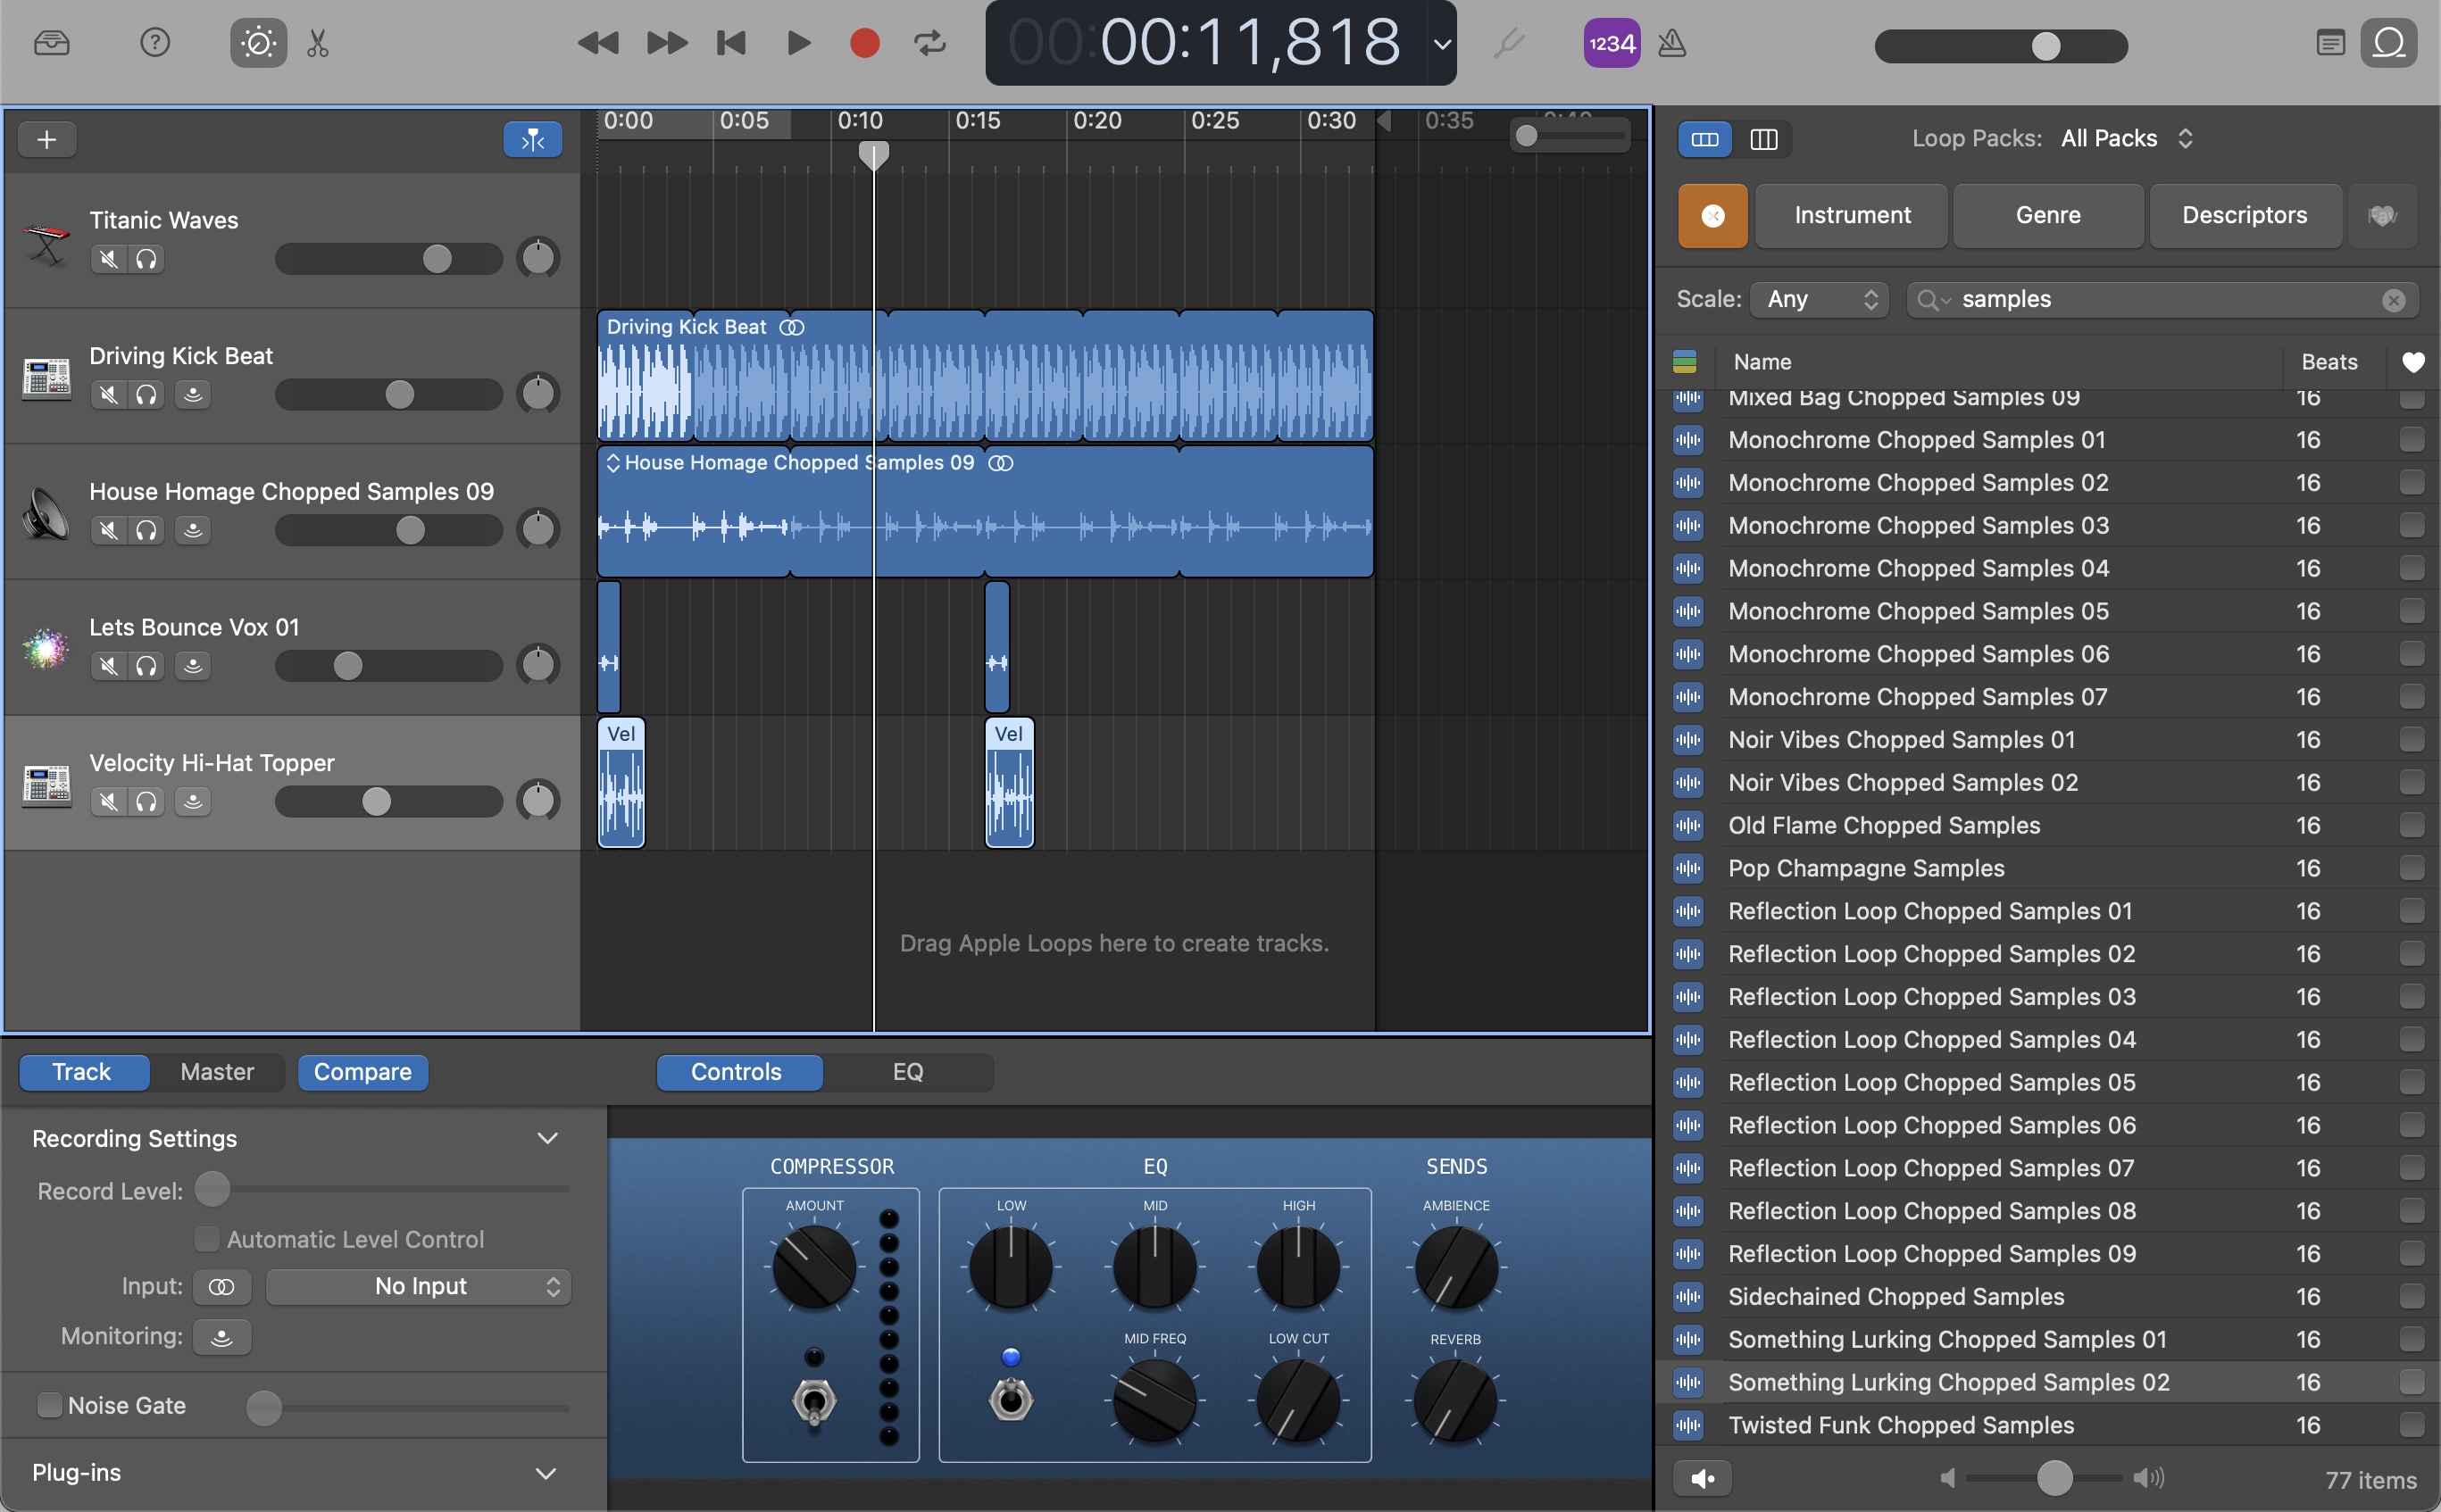 00:00:11,818
1234
0:00 0:05 0:10 0:15 0:20 0:25 0:30 0:35 0:40
Titanic Waves
Driving Kick Beat
Driving Kick Beat
House Homage Chopped Samples 09
House Homage Chopped Samples 09
Lets Bounce Vox 01
Velocity Hi-Hat Topper
Vel
Vel
Drag Apple Loops here to create tracks.
Loop Packs: All Packs
Instrument
Genre
Descriptors
Fav
Scale: Any
samples
Name Beats
Mixed Bag Chopped Samples 09 16
Monochrome Chopped Samples 01 16
Monochrome Chopped Samples 02 16
Monochrome Chopped Samples 03 16
Monochrome Chopped Samples 04 16
Monochrome Chopped Samples 05 16
Monochrome Chopped Samples 06 16
Monochrome Chopped Samples 07 16
Noir Vibes Chopped Samples 01 16
Noir Vibes Chopped Samples 02 16
Old Flame Chopped Samples 16
Pop Champagne Samples 16
Reflection Loop Chopped Samples 01 16
Reflection Loop Chopped Samples 02 16
Reflection Loop Chopped Samples 03 16
Reflection Loop Chopped Samples 04 16
Reflection Loop Chopped Samples 05 16
Reflection Loop Chopped Samples 06 16
Reflection Loop Chopped Samples 07 16
Reflection Loop Chopped Samples 08 16
Reflection Loop Chopped Samples 09 16
Sidechained Chopped Samples 16
Something Lurking Chopped Samples 01 16
Something Lurking Chopped Samples 02 16
Twisted Funk Chopped Samples 16
77 items
Track Master Compare
Controls EQ
Recording Settings
Record Level:
Automatic Level Control
Input: No Input
Monitoring:
Noise Gate
Plug-ins
COMPRESSOR EQ SENDS
AMOUNT LOW MID HIGH AMBIENCE
MID FREQ LOW CUT REVERB